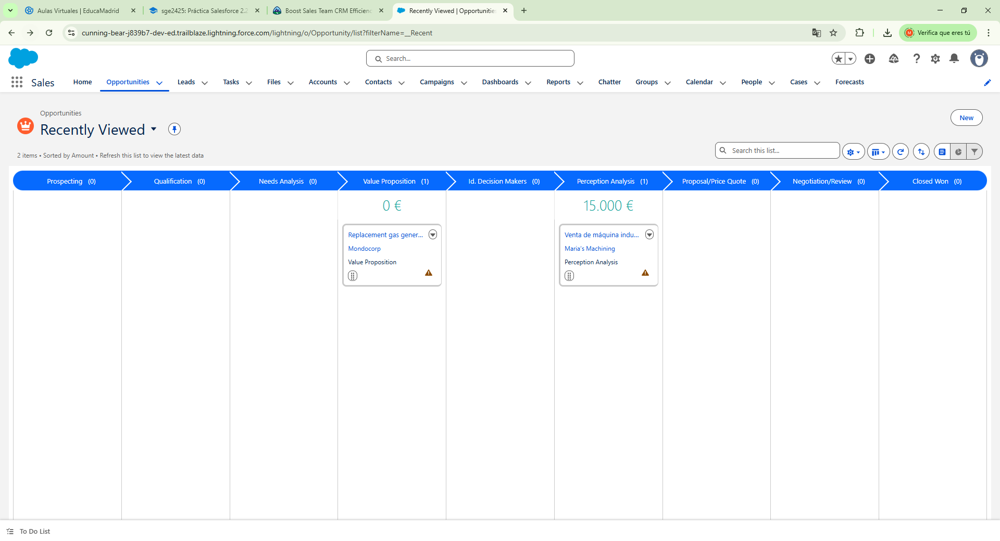 Aulas Virtuales | EducaMadrid
sge2425: Práctica Salesforce 2.2
Boost Sales Team CRM Efficienc
Recently Viewed | Opportunities
cunning-bear-j839b7-dev-ed.trailblaze.lightning.force.com/lightning/o/Opportunity/list?filterName=__Recent
M
Verifica que eres tú
Search...
Sales
Home
Opportunities
Leads
Tasks
Files
Accounts
Contacts
Campaigns
Dashboards
Reports
Chatter
Groups
Calendar
People
Cases
Forecasts
Opportunities
Recently Viewed
New
2 items • Sorted by Amount • Refresh this list to view the latest data
Search this list...
Prospecting (0)
Qualification (0)
Needs Analysis (0)
Value Proposition (1)
Id. Decision Makers (0)
Perception Analysis (1)
Proposal/Price Quote (0)
Negotiation/Review (0)
Closed Won (0)
0 €
Replacement gas gener...
Mondocorp
Value Proposition
15.000 €
Venta de máquina indu...
Maria's Machining
Perception Analysis
To Do List